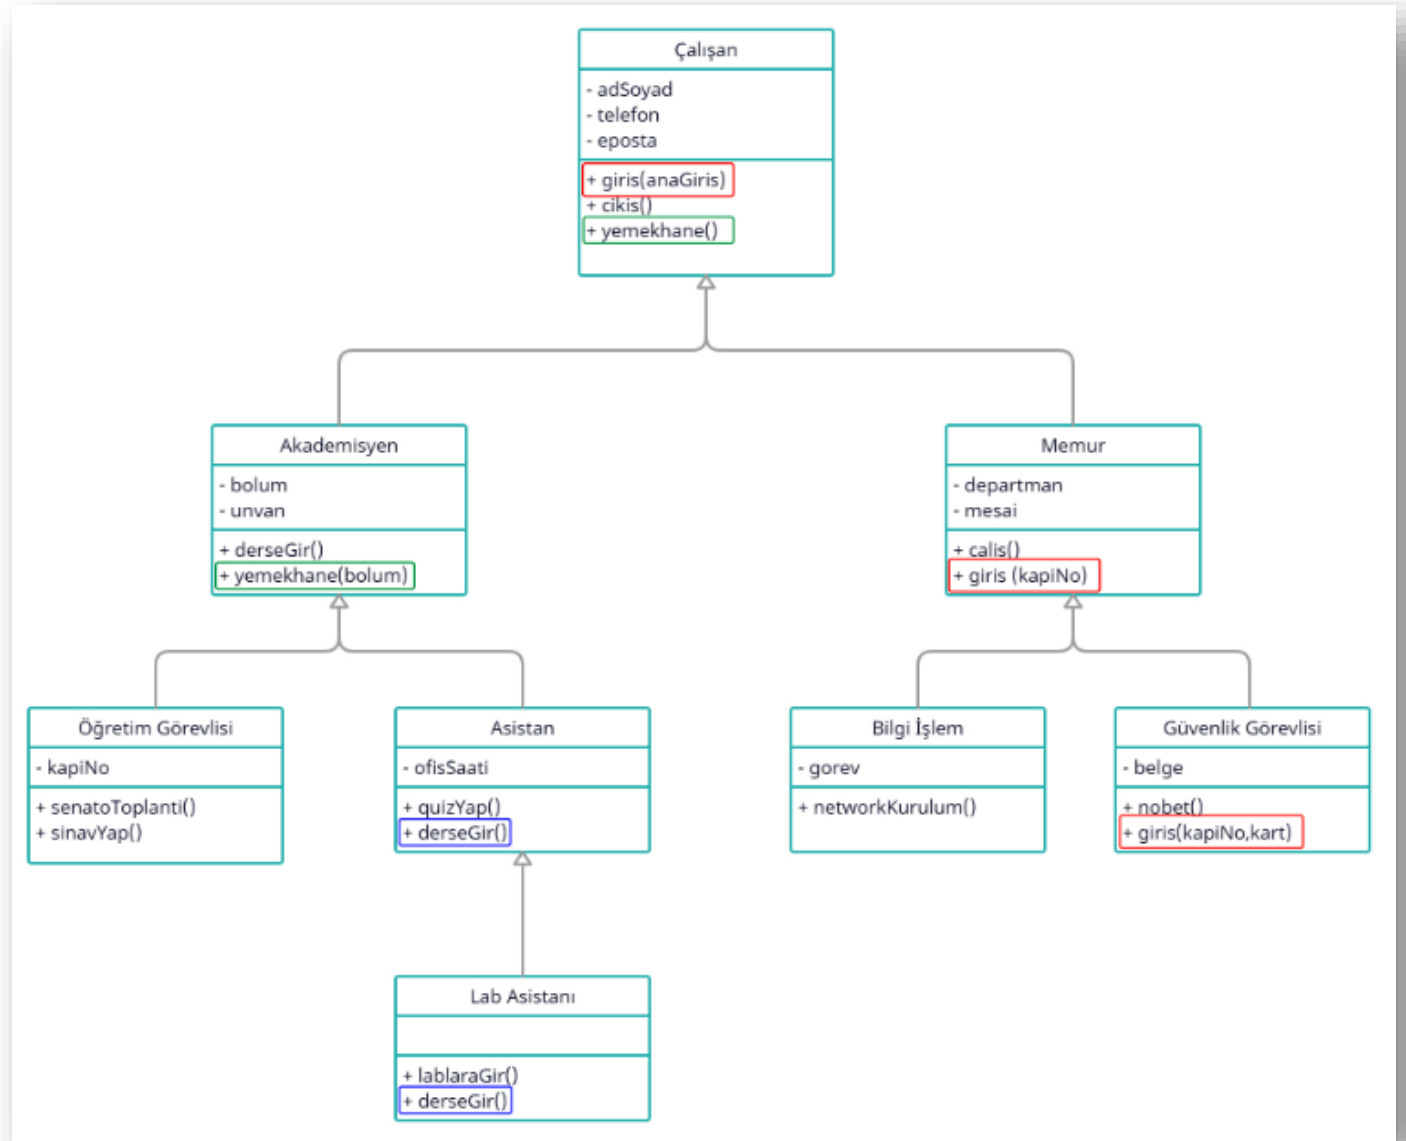 Çalışan
- adSoyad
- telefon
- eposta
+ giris(anaGiris)
+ cikis()
+ yemekhane()
Akademisyen
- bolum
- unvan
+ derseGir()
+ yemekhane(bolum)
Memur
- departman
- mesai
+ calis()
+ giris (kapiNo)
Öğretim Görevlisi
- kapiNo
+ senatoToplanti()
+ sinavYap()
Asistan
- ofisSaati
+ quizYap()
+ derseGir()
Bilgi İşlem
- gorev
+ networkKurulum()
Güvenlik Görevlisi
- belge
+ nobet()
+ giris(kapiNo,kart)
Lab Asistanı
+ lablaraGir()
+ derseGir()